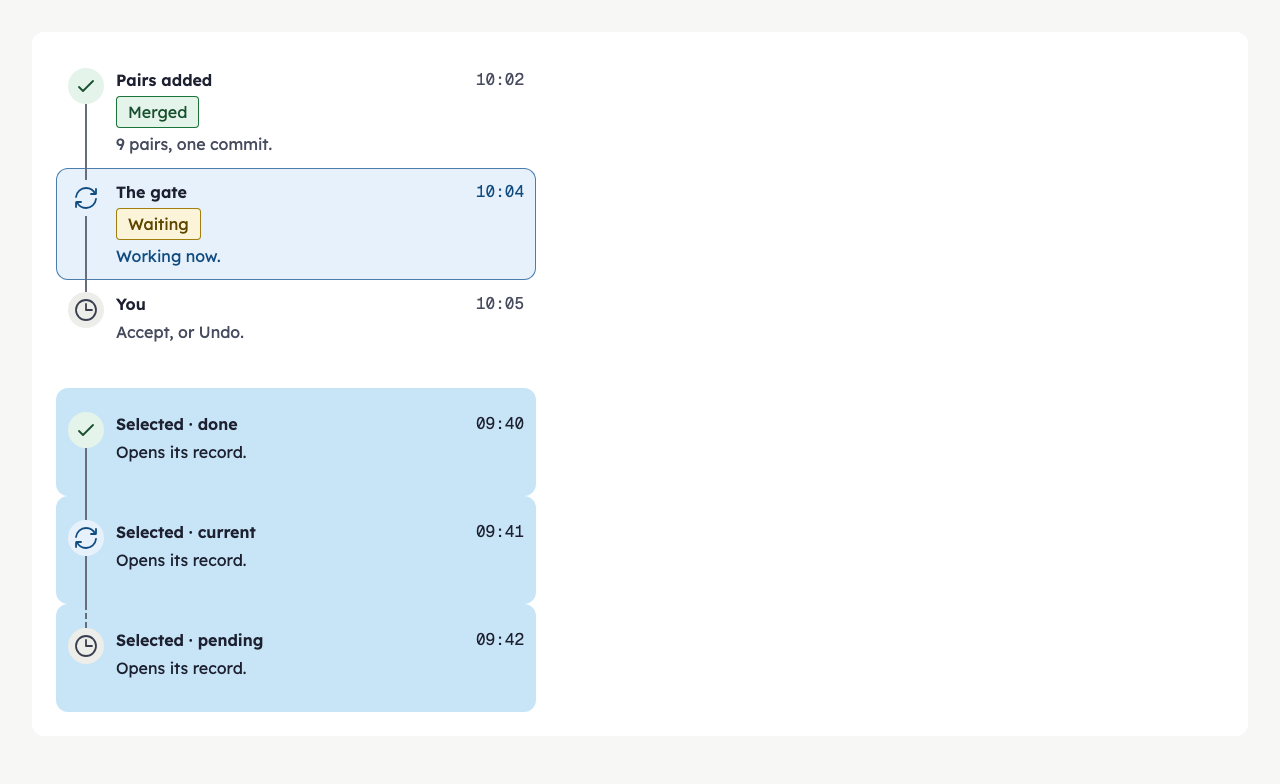 Pairs added 10:02
Merged
9 pairs, one commit.
The gate 10:04
Waiting
Working now.
You 10:05
Accept, or Undo.
Selected · done 09:40
Opens its record.
Selected · current 09:41
Opens its record.
Selected · pending 09:42
Opens its record.